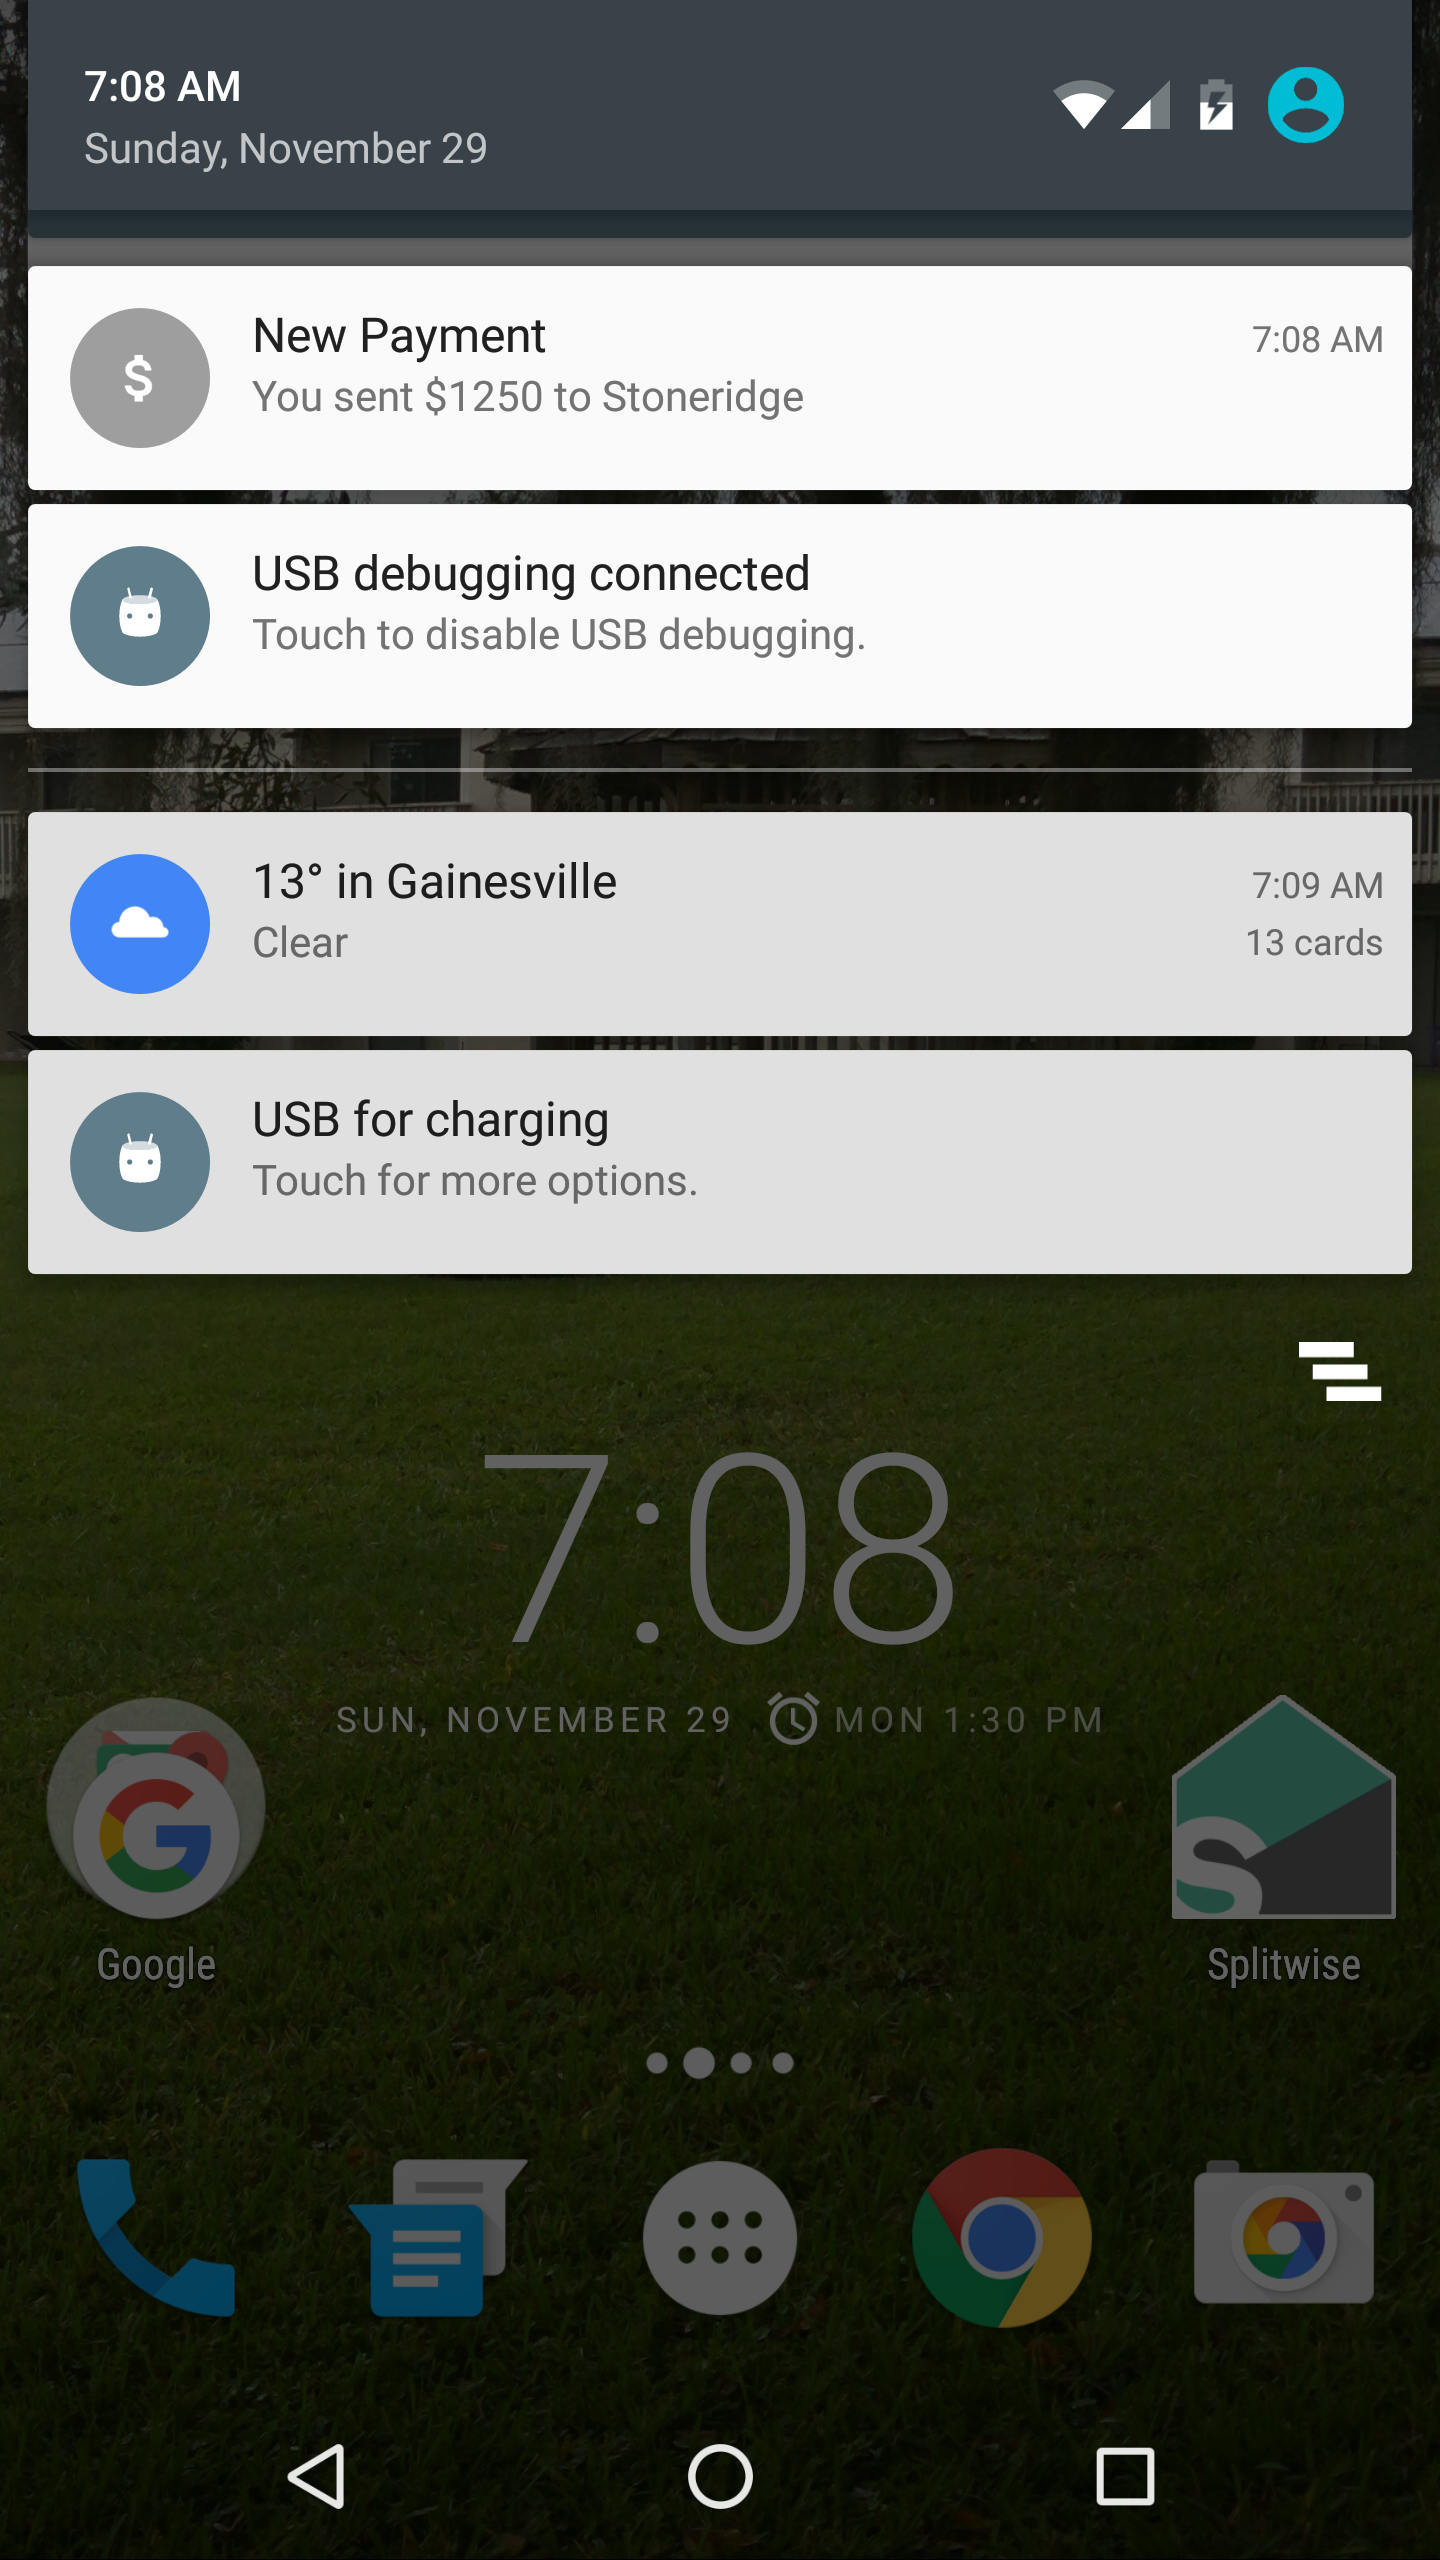 7:08 AM
Sunday, November 29
New Payment
7:08 AM
You sent $1250 to Stoneridge
USB debugging connected
Touch to disable USB debugging.
13° in Gainesville
7:09 AM
Clear
13 cards
USB for charging
Touch for more options.
7:08
SUN, NOVEMBER 29 MON 1:30 PM
Google
Splitwise